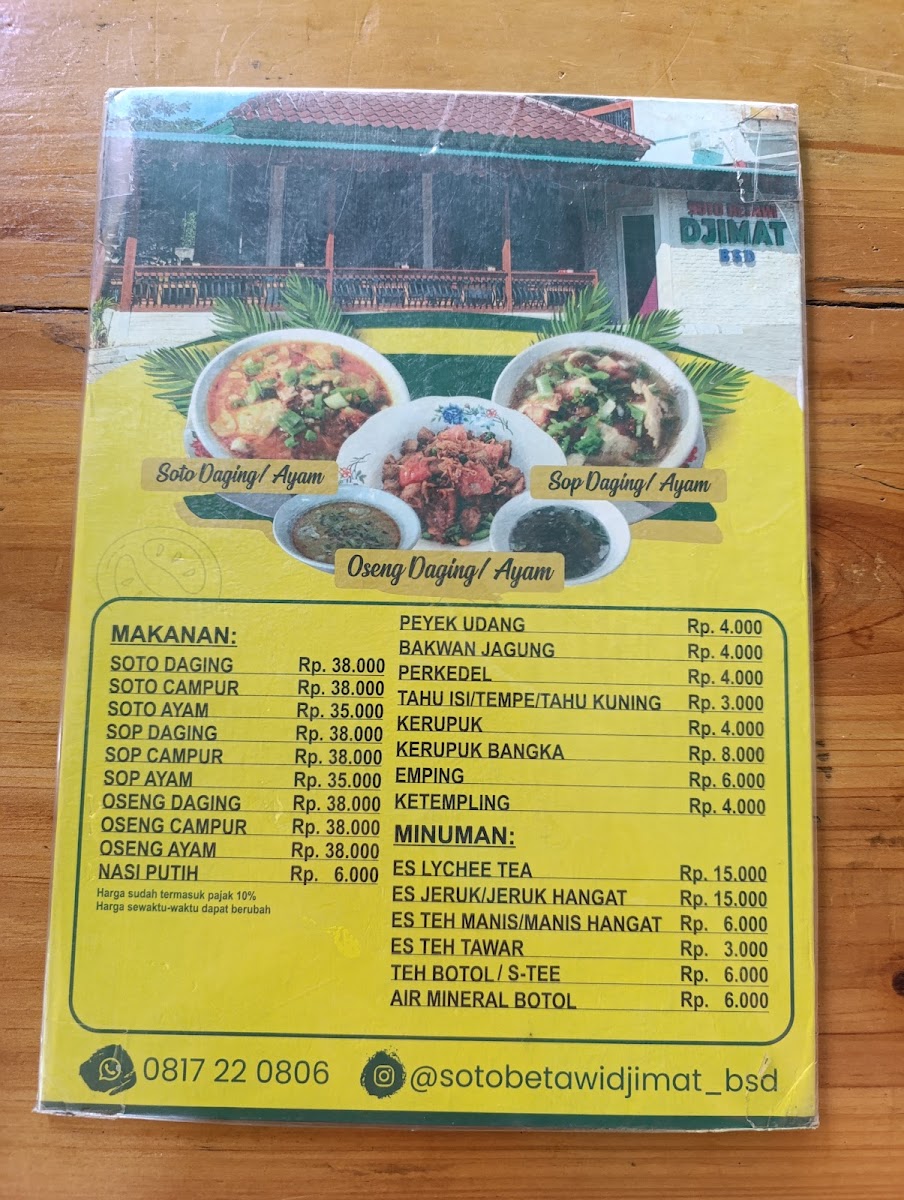 SOTO BETAWI
DJIMAT
BSD
Soto Daging/ Ayam
Sop Daging/ Ayam
Oseng Daging/ Ayam
MAKANAN:
SOTO DAGING Rp. 38.000
SOTO CAMPUR Rp. 38.000
SOTO AYAM Rp. 35.000
SOP DAGING Rp. 38.000
SOP CAMPUR Rp. 38.000
SOP AYAM Rp. 35.000
OSENG DAGING Rp. 38.000
OSENG CAMPUR Rp. 38.000
OSENG AYAM Rp. 38.000
NASI PUTIH Rp. 6.000
Harga sudah termasuk pajak 10%
Harga sewaktu-waktu dapat berubah
PEYEK UDANG Rp. 4.000
BAKWAN JAGUNG Rp. 4.000
PERKEDEL Rp. 4.000
TAHU ISI/TEMPE/TAHU KUNING Rp. 3.000
KERUPUK Rp. 4.000
KERUPUK BANGKA Rp. 8.000
EMPING Rp. 6.000
KETEMPLING Rp. 4.000
MINUMAN:
ES LYCHEE TEA Rp. 15.000
ES JERUK/JERUK HANGAT Rp. 15.000
ES TEH MANIS/MANIS HANGAT Rp. 6.000
ES TEH TAWAR Rp. 3.000
TEH BOTOL / S-TEE Rp. 6.000
AIR MINERAL BOTOL Rp. 6.000
0817 22 0806
@sotobetawidjimat_bsd